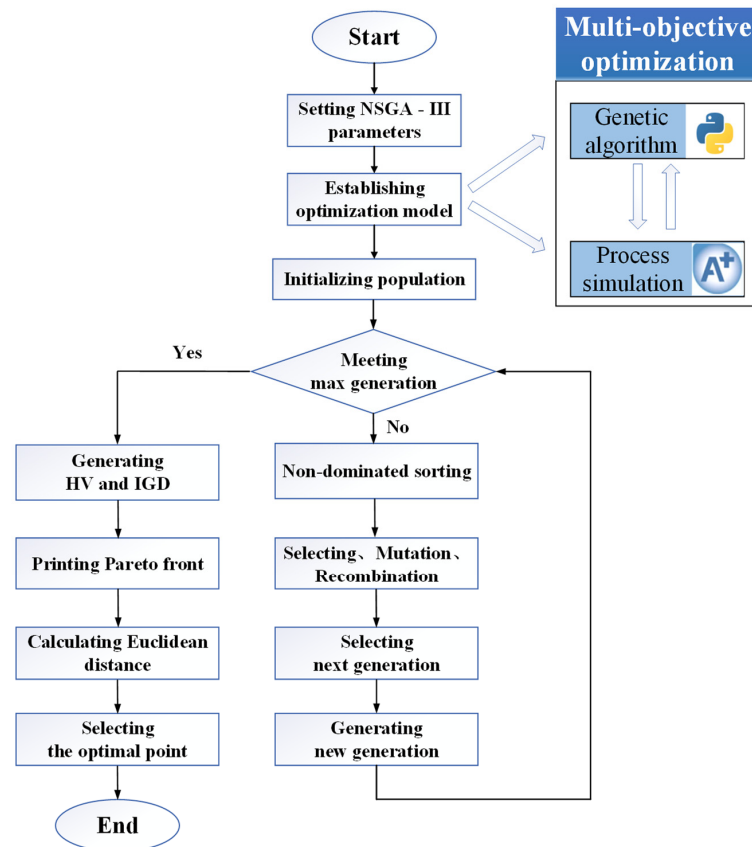 Start
Multi-objective
optimization
Setting NSGA - III
parameters
Genetic
algorithm
Establishing
optimization model
Process
simulation
A+
Initializing population
Yes
Meeting
max generation
No
Generating
HV and IGD
Non-dominated sorting
Printing Pareto front
Selecting、Mutation、
Recombination
Calculating Euclidean
distance
Selecting
next generation
Selecting
the optimal point
Generating
new generation
End